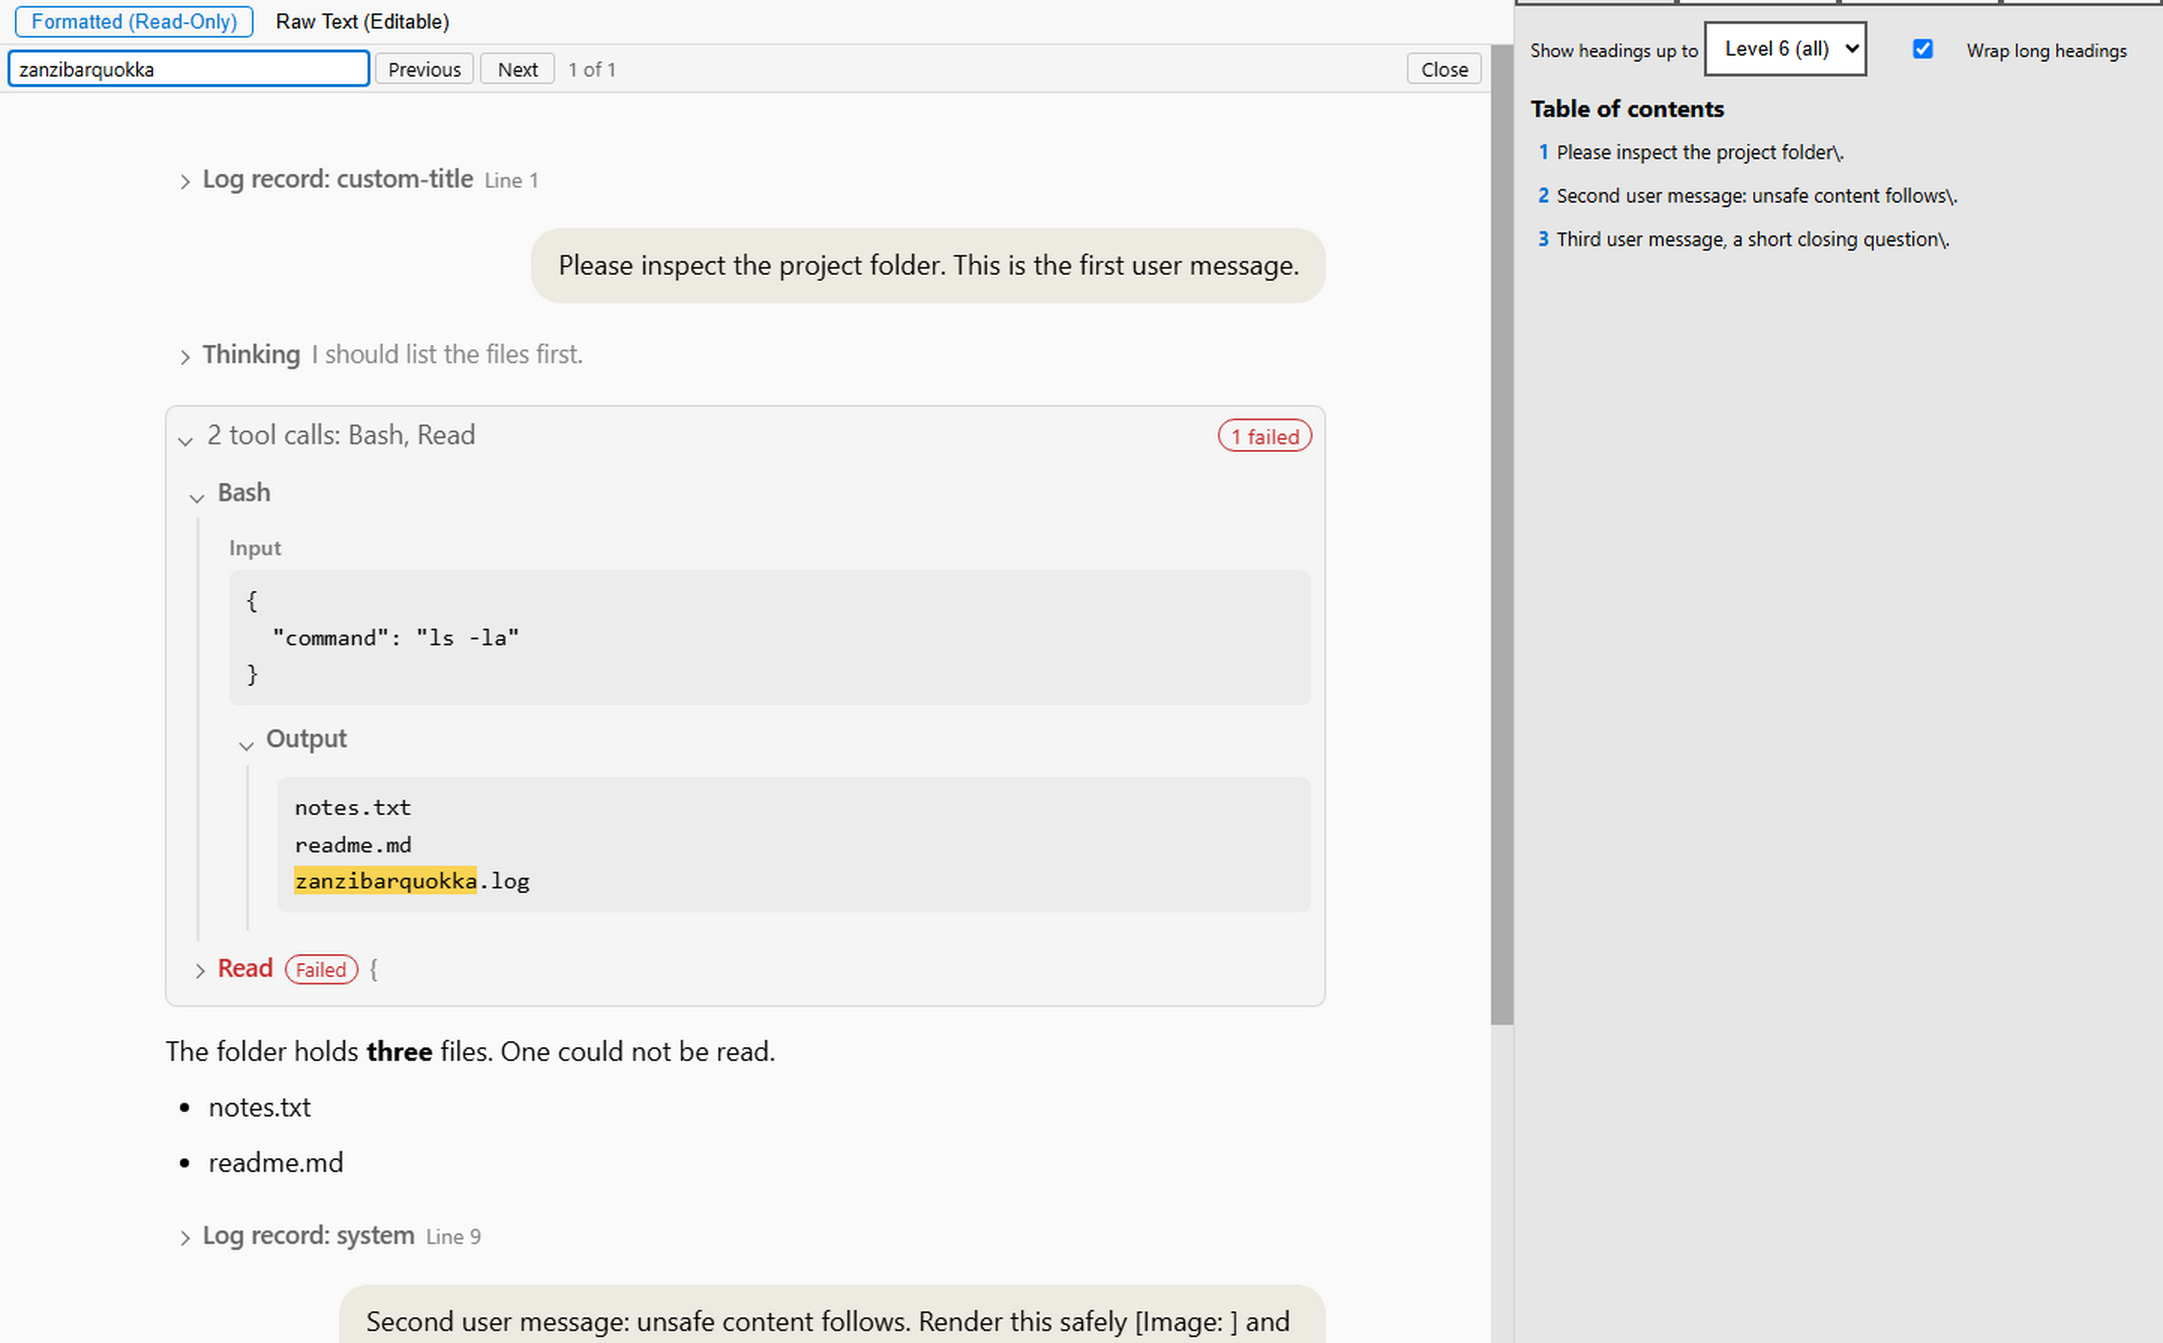 Formatted (Read-Only) Raw Text (Editable)
zanzibarquokka Previous Next 1 of 1 Close
Log record: custom-title Line 1
Please inspect the project folder. This is the first user message.
Thinking I should list the files first.
2 tool calls: Bash, Read 1 failed
Bash
Input
{
"command": "ls -la"
}
Output
notes.txt
readme.md
zanzibarquokka.log
Read Failed {
The folder holds three files. One could not be read.
• notes.txt
• readme.md
Log record: system Line 9
Second user message: unsafe content follows. Render this safely [Image: ] and
Show headings up to Level 6 (all) Wrap long headings
Table of contents
1 Please inspect the project folder\.
2 Second user message: unsafe content follows\.
3 Third user message, a short closing question\.